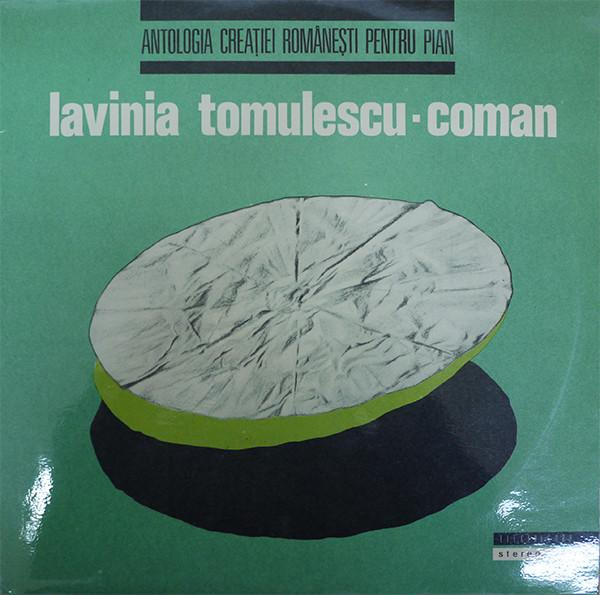 ANTOLOGIA CREAȚIEI ROMÂNEȘTI PENTRU PIAN
lavinia tomulescu·coman
stereo